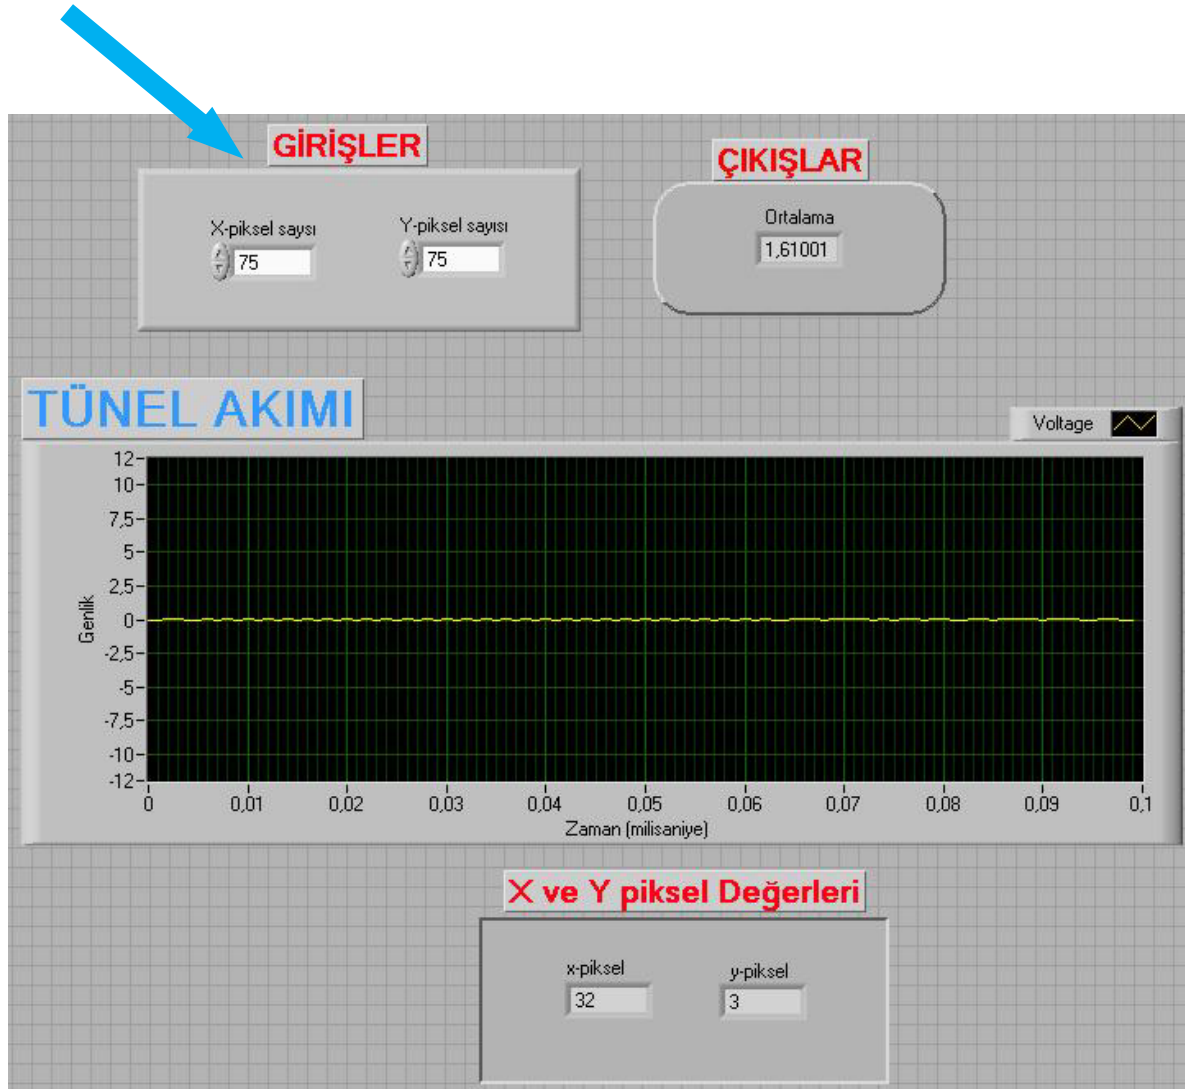 GİRİŞLER
ÇIKIŞLAR
X-piksel saysı
Y-piksel sayısı
75
75
Ortalama
1,61001
TÜNEL AKIMI
Voltage
12
10
7,5
5
2,5
0
-2,5
-5
-7,5
-10
-12
Genlik
0 0,01 0,02 0,03 0,04 0,05 0,06 0,07 0,08 0,09 0,1
Zaman (milisaniye)
X ve Y piksel Değerleri
x-piksel
y-piksel
32
3